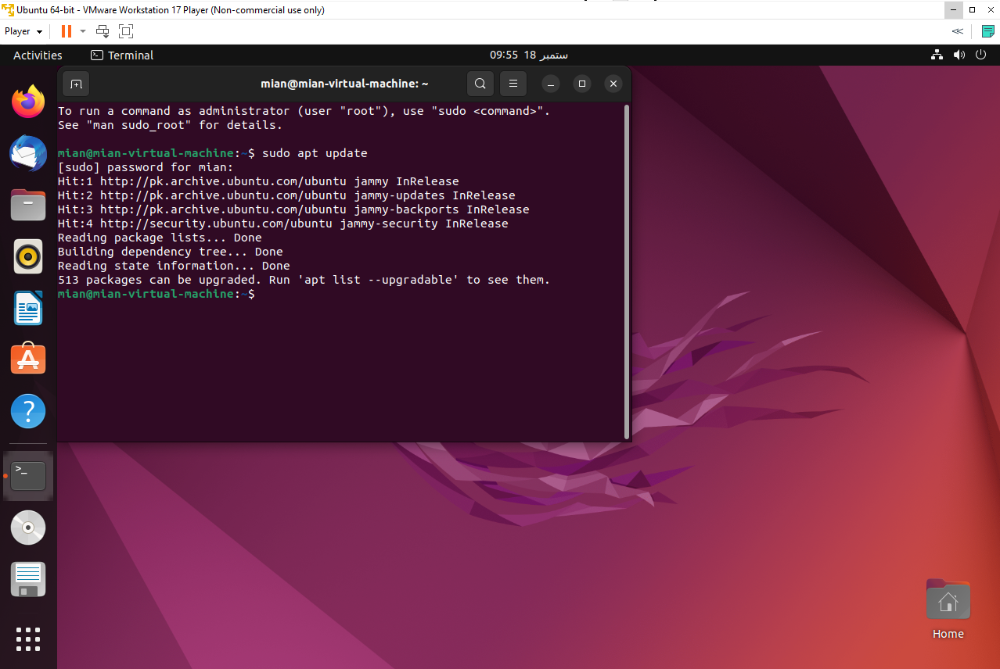 Ubuntu 64-bit - VMware Workstation 17 Player (Non-commercial use only)
Player
Activities
Terminal
09:55 18 ستمبر
mian@mian-virtual-machine: ~
To run a command as administrator (user "root"), use "sudo <command>".
See "man sudo_root" for details.
mian@mian-virtual-machine:~$ sudo apt update
[sudo] password for mian:
Hit:1 http://pk.archive.ubuntu.com/ubuntu jammy InRelease
Hit:2 http://pk.archive.ubuntu.com/ubuntu jammy-updates InRelease
Hit:3 http://pk.archive.ubuntu.com/ubuntu jammy-backports InRelease
Hit:4 http://security.ubuntu.com/ubuntu jammy-security InRelease
Reading package lists... Done
Building dependency tree... Done
Reading state information... Done
513 packages can be upgraded. Run 'apt list --upgradable' to see them.
mian@mian-virtual-machine:~$
Home